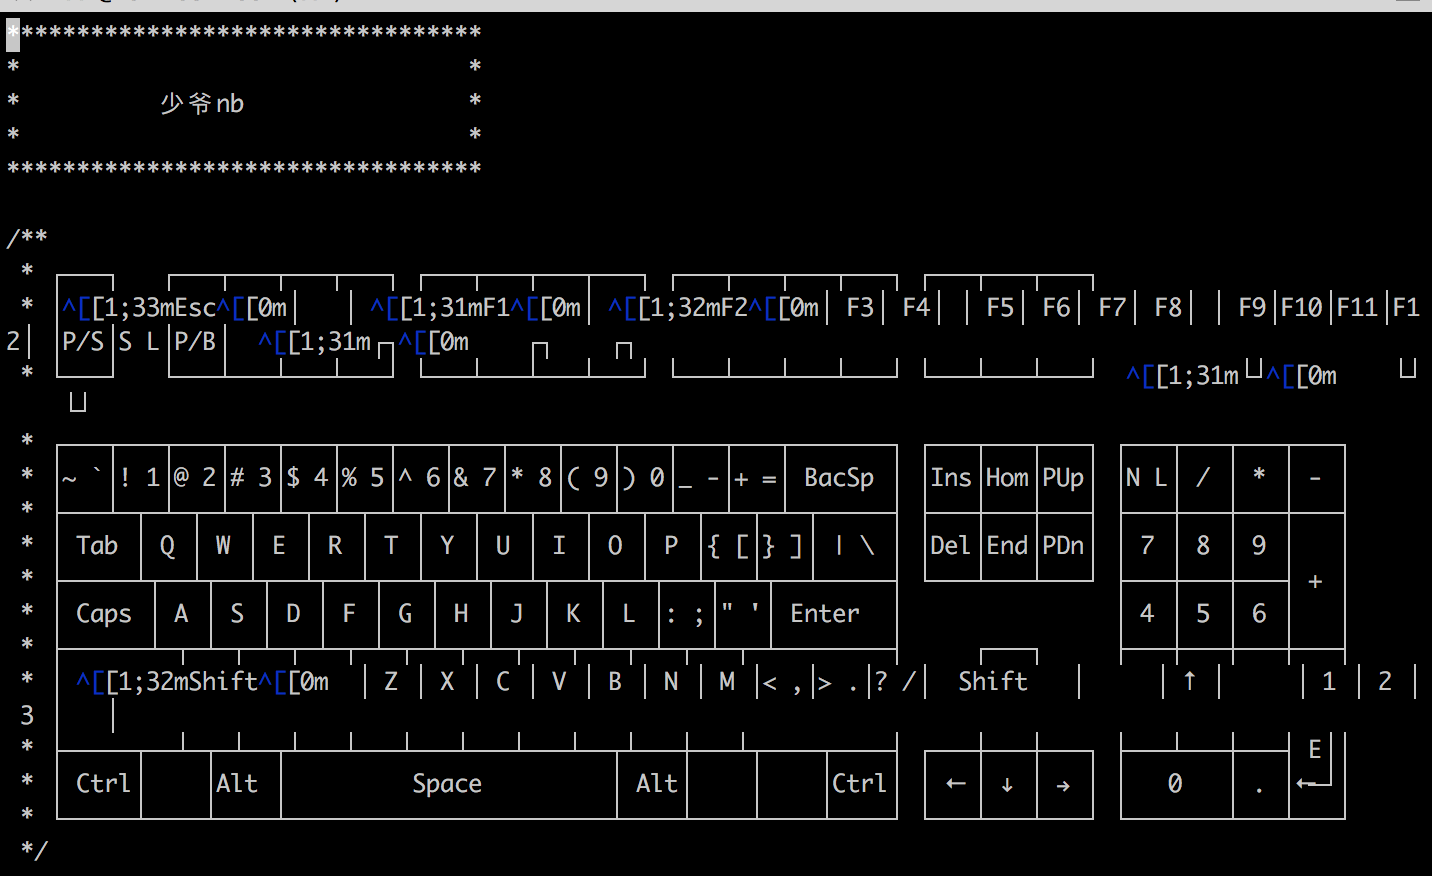 *********************************
*                                *
*          少爷nb                *
*                                *
**********************************
/**
*
* ^[[1;33mEsc^[[0m│   │ ^[[1;31mF1^[[0m│ ^[[1;32mF2^[[0m│ F3 │ F4 │ │ F5 │ F6 │ F7 │ F8 │ │ F9 │F10│F11│F1
2│ │P/S│S L│P/B│ ^[[1;31m┌^[[0m ┌┐ ┌┐
* ^[[1;31m└┘^[[0m └┘
└┘
*
* │~ `│! 1│@ 2│# 3│$ 4│% 5│^ 6│& 7│* 8│( 9│) 0│_ -│+ =│ BacSp │ │Ins│Hom│PUp│ │N L│ / │ * │ - │
*
* │ Tab │ Q │ W │ E │ R │ T │ Y │ U │ I │ O │ P │{ [│} ]│ | \ │ │Del│End│PDn│ │ 7 │ 8 │ 9 │ │
* +
* │ Caps │ A │ S │ D │ F │ G │ H │ J │ K │ L │: ;│" '│ Enter │ │ 4 │ 5 │ 6 │ │
*
* │ ^[[1;32mShift^[[0m │ Z │ X │ C │ V │ B │ N │ M │< ,│> .│? /│ Shift │ │ ↑ │ │ 1 │ 2 │
3 │
* E│
* │ Ctrl │ │Alt │ Space │ Alt│ │ │Ctrl│ │ ← │ ↓ │ → │ │ 0 │ . │←┘│
*
*/